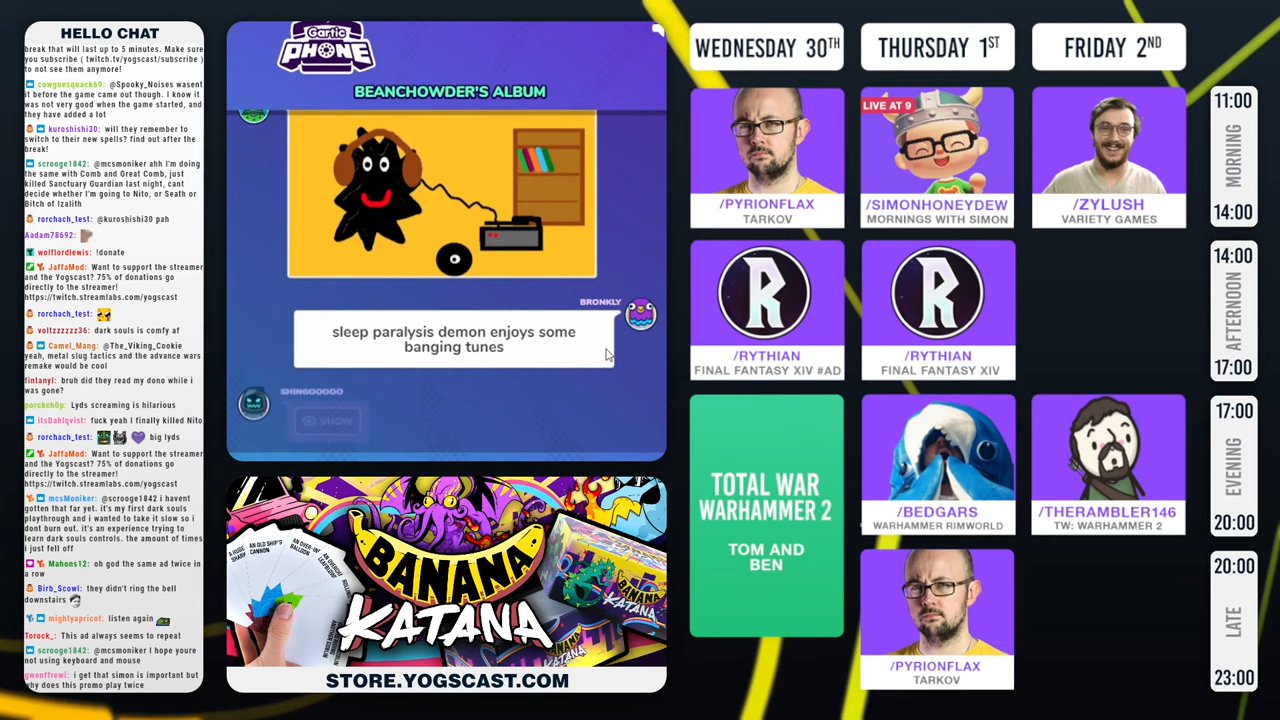 HELLO CHAT
break that will last up to 5 minutes. Make sure
you subscribe ( twitch.tv/yogscast/subscribe )
to not see them anymore!
cowgoesquack69: @Spooky_Noises wasent
it before the game came out though. I know it
was not very good when the game started, and
they have added a lot
kuroshishi30: will they remember to
switch to their new spells? find out after the
break!
scrooge1842: @mcsmoniker ahh I'm doing
the same with Comb and Great Comb, just
killed Sanctuary Guardian last night, cant
decide whether I'm going to Nito, or Seath or
Bitch of Izalith
rorchach_test: @kuroshishi30 pah
Aadam78692:
wolflordlewis: !donate
JaffaMod: Want to support the streamer
and the Yogscast? 75% of donations go
directly to the streamer!
https://twitch.streamlabs.com/yogscast
rorchach_test:
voltzzzzzz36: dark souls is comfy af
Camel_Mang: @The_Viking_Cookie
yeah, metal slug tactics and the advance wars
remake would be cool
fintanyl: bruh did they read my dono while i
was gone?
porckch0p: Lyds screaming is hilarious
itsDahlqvist: fuck yeah I finally killed Nito
rorchach_test: big lyds
JaffaMod: Want to support the streamer
and the Yogscast? 75% of donations go
directly to the streamer!
https://twitch.streamlabs.com/yogscast
mcsMoniker: @scrooge1842 i havent
gotten that far yet. it's my first dark souls
playthrough and i wanted to take it slow so i
dont burn out. it's an experience trying to
learn dark souls controls. the amount of times
i just fell off
Mahons12: oh god the same ad twice in
a row
Birb_Scowl: they didn't ring the bell
downstairs
mightyapricot: listen again
Torock_: This ad always seems to repeat
scrooge1842: @mcsmoniker I hope youre
not using keyboard and mouse
gwenffrewi: i get that simon is important but
why does this promo play twice
Gartic
PHONE
BEANCHOWDER'S ALBUM
BRONKLY
sleep paralysis demon enjoys some
banging tunes
SHINGOOOOO
SHOW
AN OLD SHIP'S
CANNON
BANANA
KATANA
BANANA
KATANA
STORE.YOGSCAST.COM
WEDNESDAY 30TH
THURSDAY 1ST
FRIDAY 2ND
/PYRIONFLAX
TARKOV
LIVE AT 9
/SIMONHONEYDEW
MORNINGS WITH SIMON
/ZYLUSH
VARIETY GAMES
11:00
MORNING
14:00
R
/RYTHIAN
FINAL FANTASY XIV #AD
R
/RYTHIAN
FINAL FANTASY XIV
14:00
AFTERNOON
17:00
TOTAL WAR
WARHAMMER 2
TOM AND
BEN
/BEDGARS
WARHAMMER RIMWORLD
/THERAMBLER146
TW: WARHAMMER 2
17:00
EVENING
20:00
/PYRIONFLAX
TARKOV
20:00
LATE
23:00